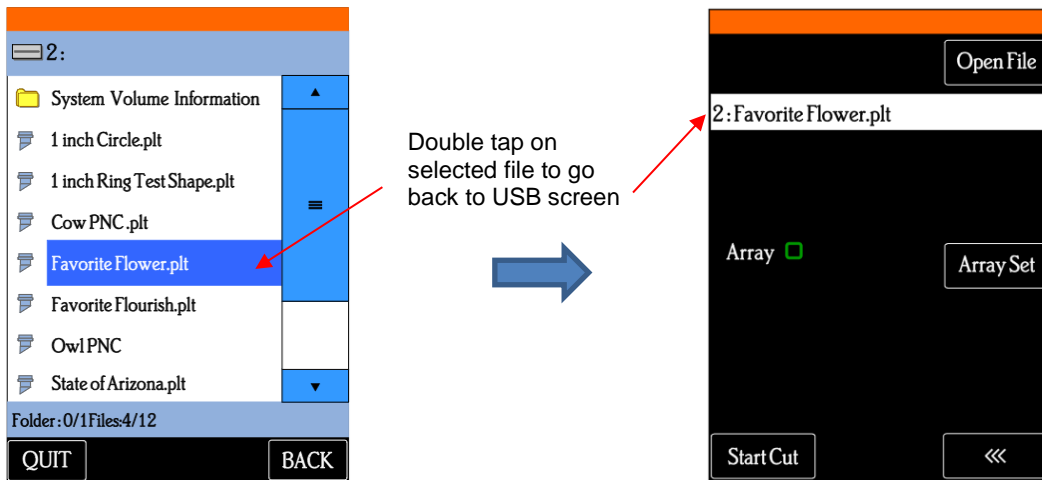 2:
System Volume Information
1 inch Circle.plt
1 inch Ring Test Shape.plt
Cow PNC.plt
Favorite Flower.plt
Favorite Flourish.plt
Owl PNC
State of Arizona.plt
Folder:0/1Files:4/12
QUIT
BACK
Double tap on
selected file to go
back to USB screen
Open File
2:Favorite Flower.plt
Array
Array Set
Start Cut
<<<